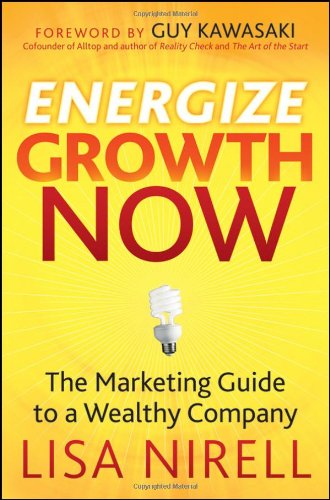 FOREWORD BY GUY KAWASAKI
Cofounder of Alltop and author of Reality Check and The Art of the Start
ENERGIZE
GROWTH
NOW
The Marketing Guide
to a Wealthy Company
LISA NIRELL